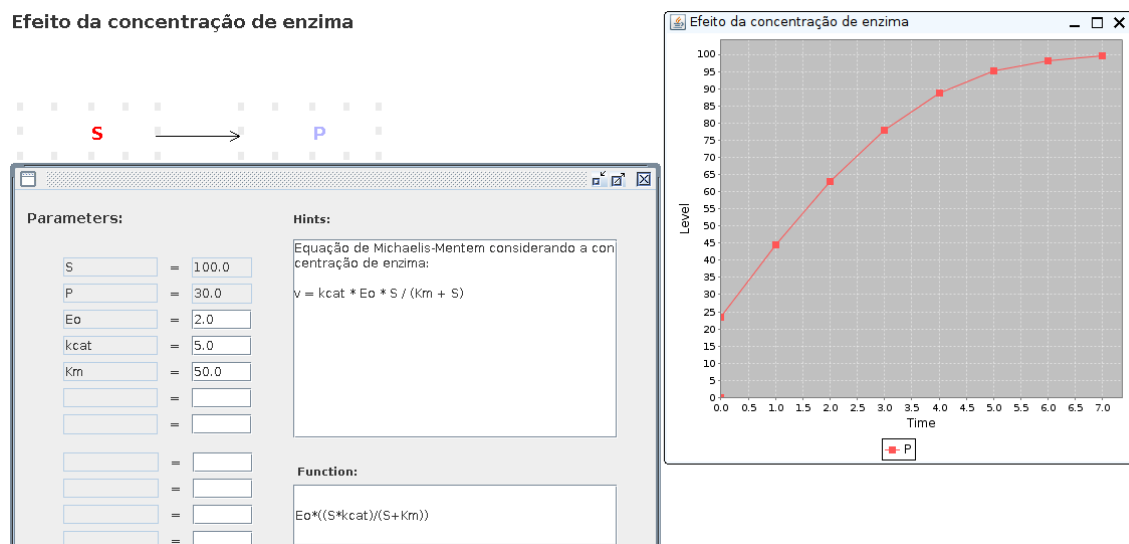 Efeito da concentração de enzima
S
P
Parameters:
S = 100.0
P = 30.0
Eo = 2.0
kcat = 5.0
Km = 50.0
=
=
=
=
=
=
Hints:
Equação de Michaelis-Mentem considerando a con
centração de enzima:
v = kcat * Eo * S / (Km + S)
Function:
Eo*((S*kcat)/(S+Km))
Efeito da concentração de enzima
Level
100
95
90
85
80
75
70
65
60
55
50
45
40
35
30
25
20
15
10
5
0
0.0 0.5 1.0 1.5 2.0 2.5 3.0 3.5 4.0 4.5 5.0 5.5 6.0 6.5 7.0
Time
P